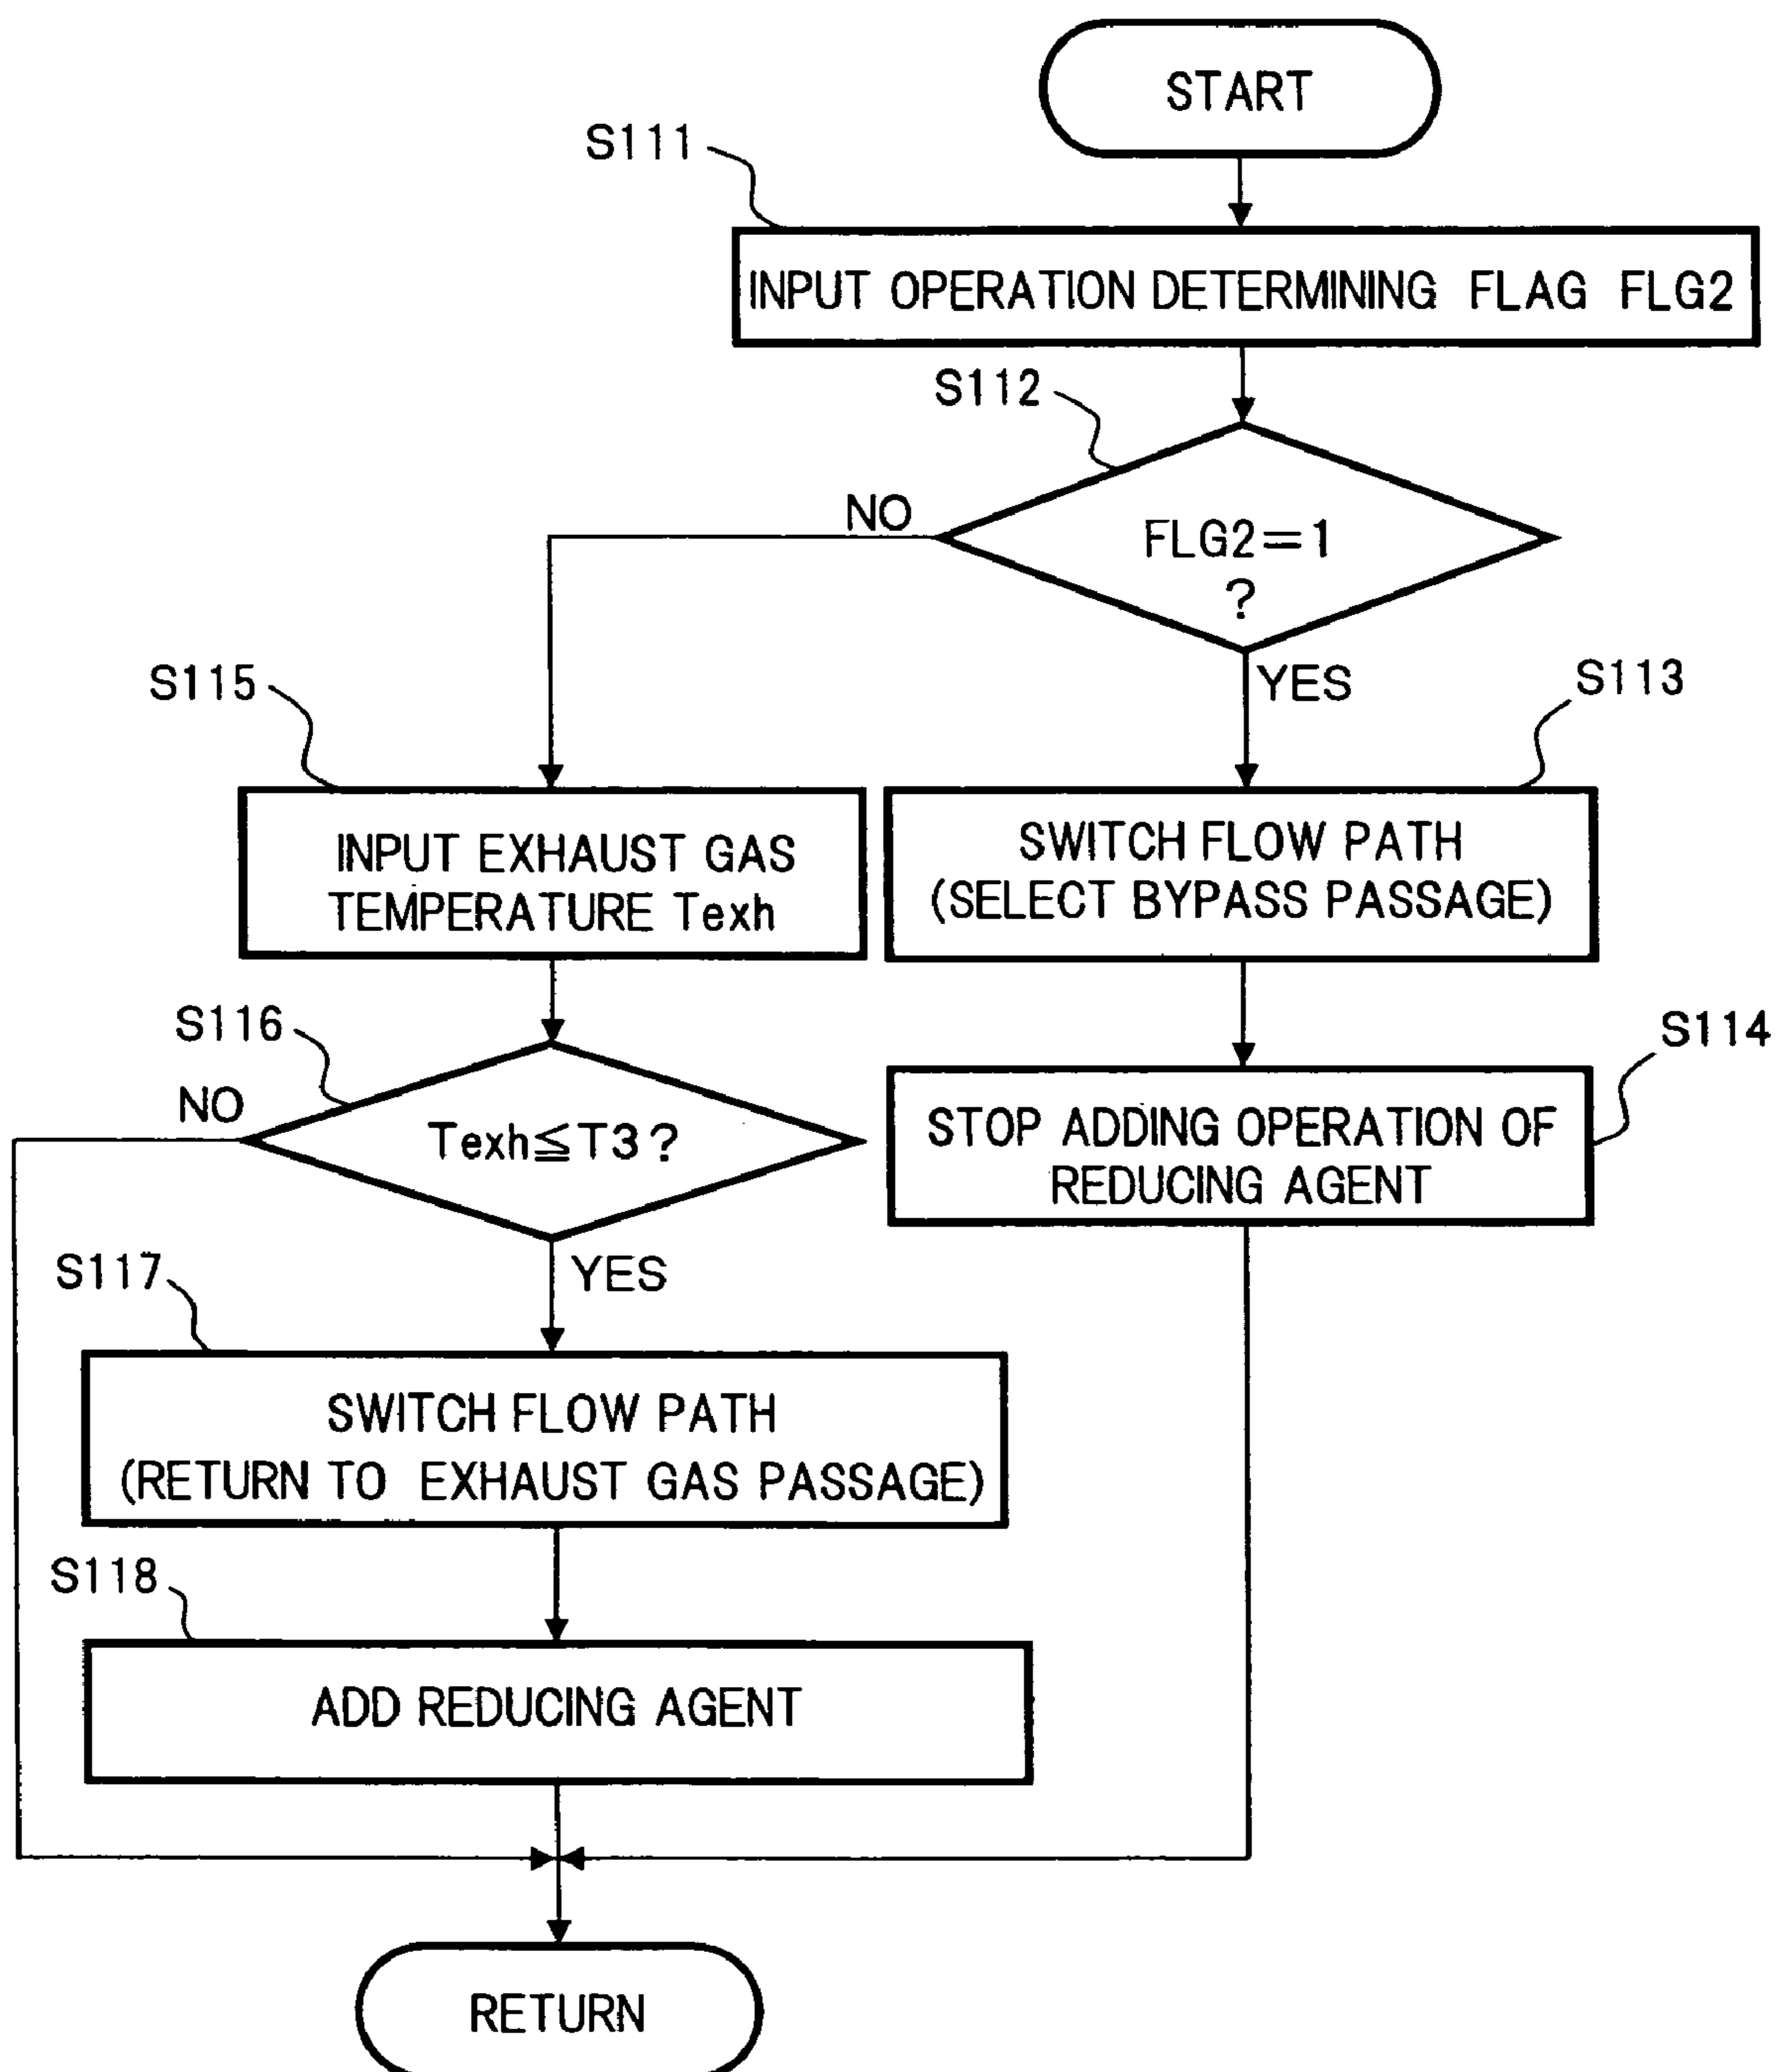 START
S111
INPUT OPERATION DETERMINING FLAG FLG2
S112
NO
FLG2=1
?
YES
S115
S113
INPUT EXHAUST GAS
TEMPERATURE Texh
SWITCH FLOW PATH
(SELECT BYPASS PASSAGE)
S116
NO
Texh≦T3?
YES
S114
STOP ADDING OPERATION OF
REDUCING AGENT
S117
SWITCH FLOW PATH
(RETURN TO EXHAUST GAS PASSAGE)
S118
ADD REDUCING AGENT
RETURN